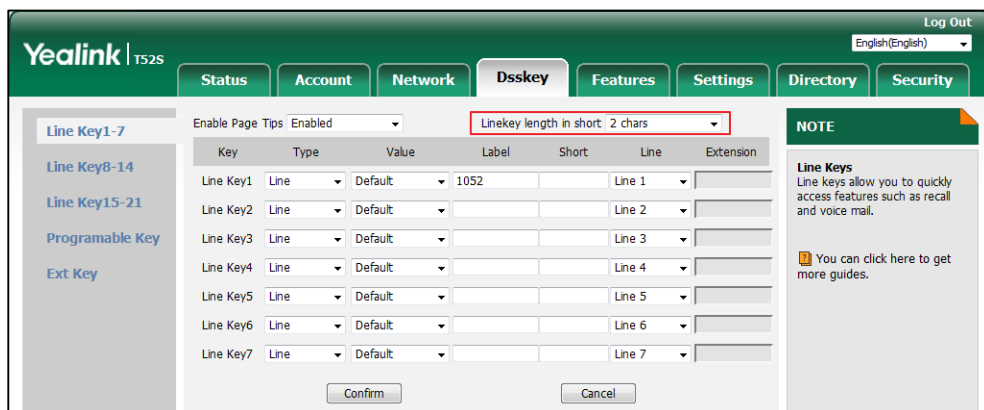 Log Out
Yealink | T52S
English(English)
Status Account Network Dsskey Features Settings Directory Security
Line Key1-7
Line Key8-14
Line Key15-21
Programable Key
Ext Key
Enable Page Tips Enabled Linekey length in short 2 chars
Key Type Value Label Short Line Extension
Line Key1 Line Default 1052 Line 1
Line Key2 Line Default Line 2
Line Key3 Line Default Line 3
Line Key4 Line Default Line 4
Line Key5 Line Default Line 5
Line Key6 Line Default Line 6
Line Key7 Line Default Line 7
Confirm Cancel
NOTE
Line Keys
Line keys allow you to quickly
access features such as recall
and voice mail.
? You can click here to get
more guides.